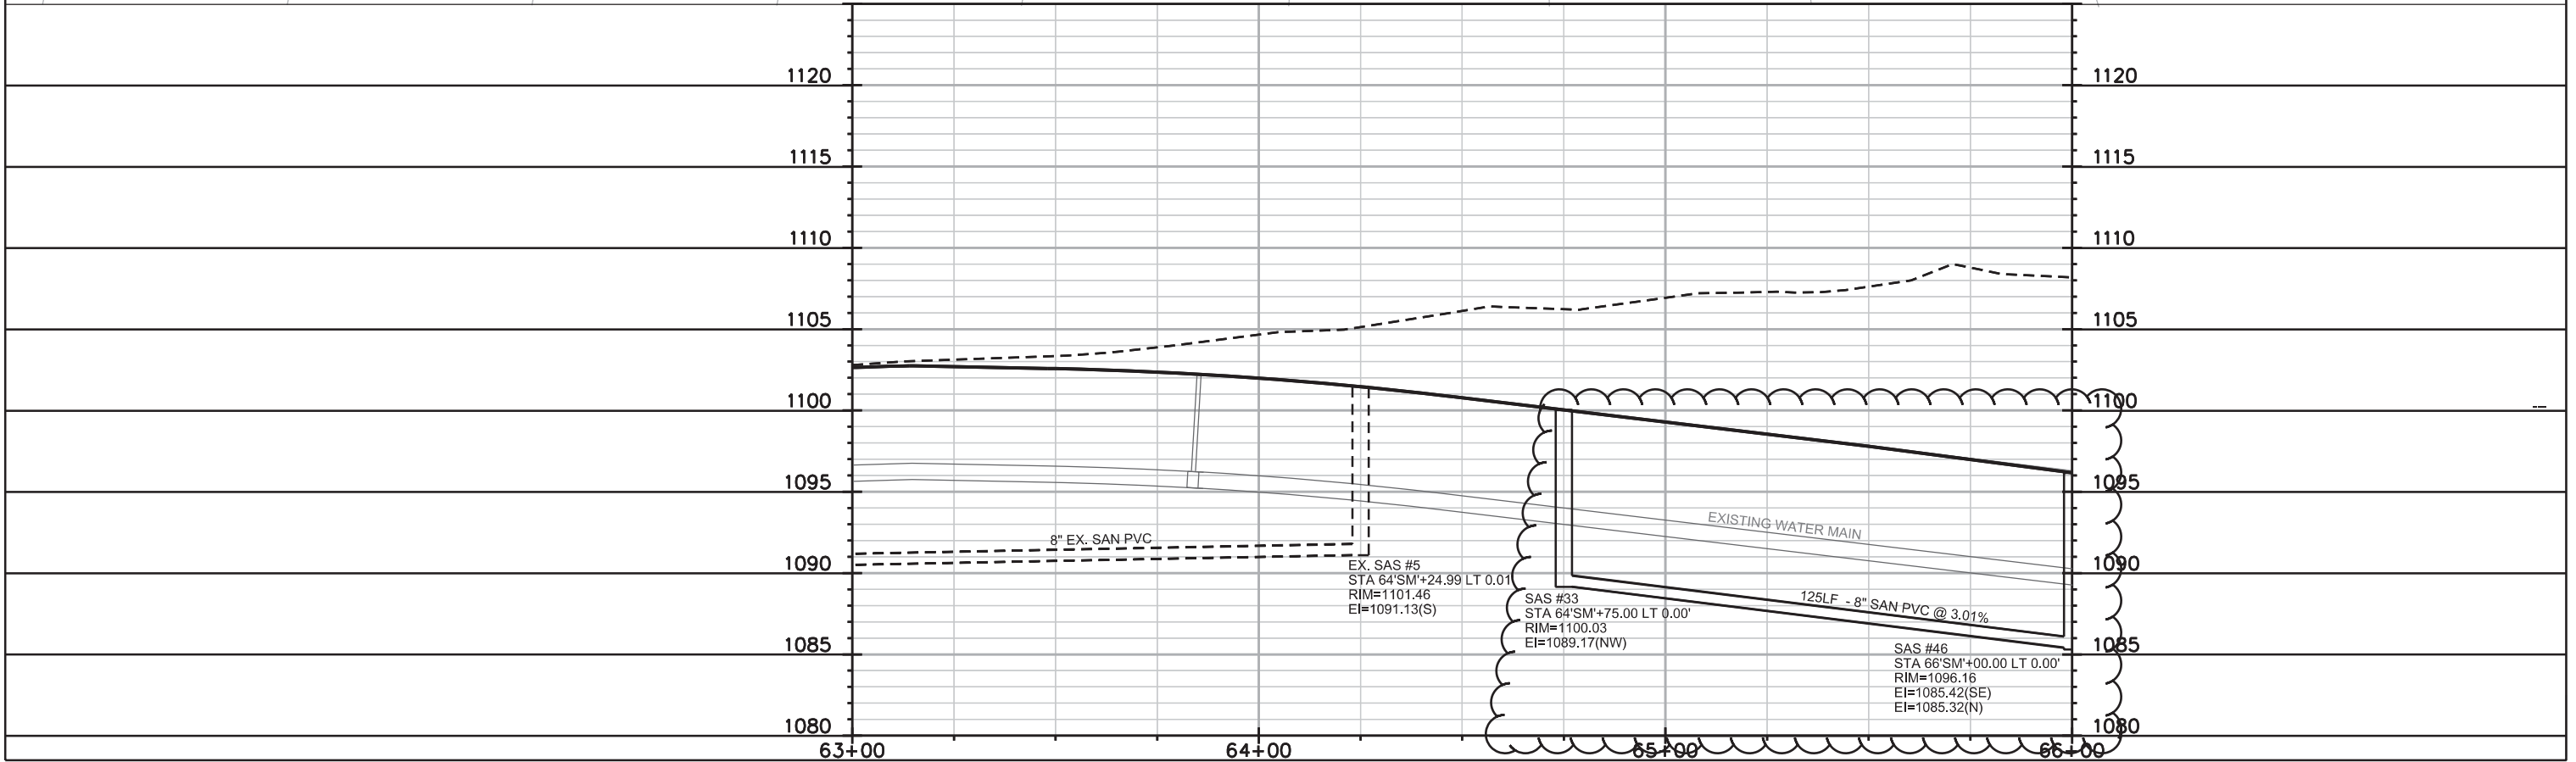 1120 1120
1115 1115
1110 1110
1105 1105
1100 1100
1095 1095
EXISTING WATER MAIN
8" EX. SAN PVC
1090 1090
EX. SAS #5
STA 64'SM'+24.99 LT 0.01'
RIM=1101.46
EI=1091.13(S)
SAS #33
STA 64'SM'+75.00 LT 0.00'
RIM=1100.03
EI=1089.17(NW)
125LF - 8" SAN PVC @ 3.01%
1085 1085
SAS #46
STA 66'SM'+00.00 LT 0.00'
RIM=1096.16
EI=1085.42(SE)
EI=1085.32(N)
1080 1080
63+00 64+00 65+00 66+00